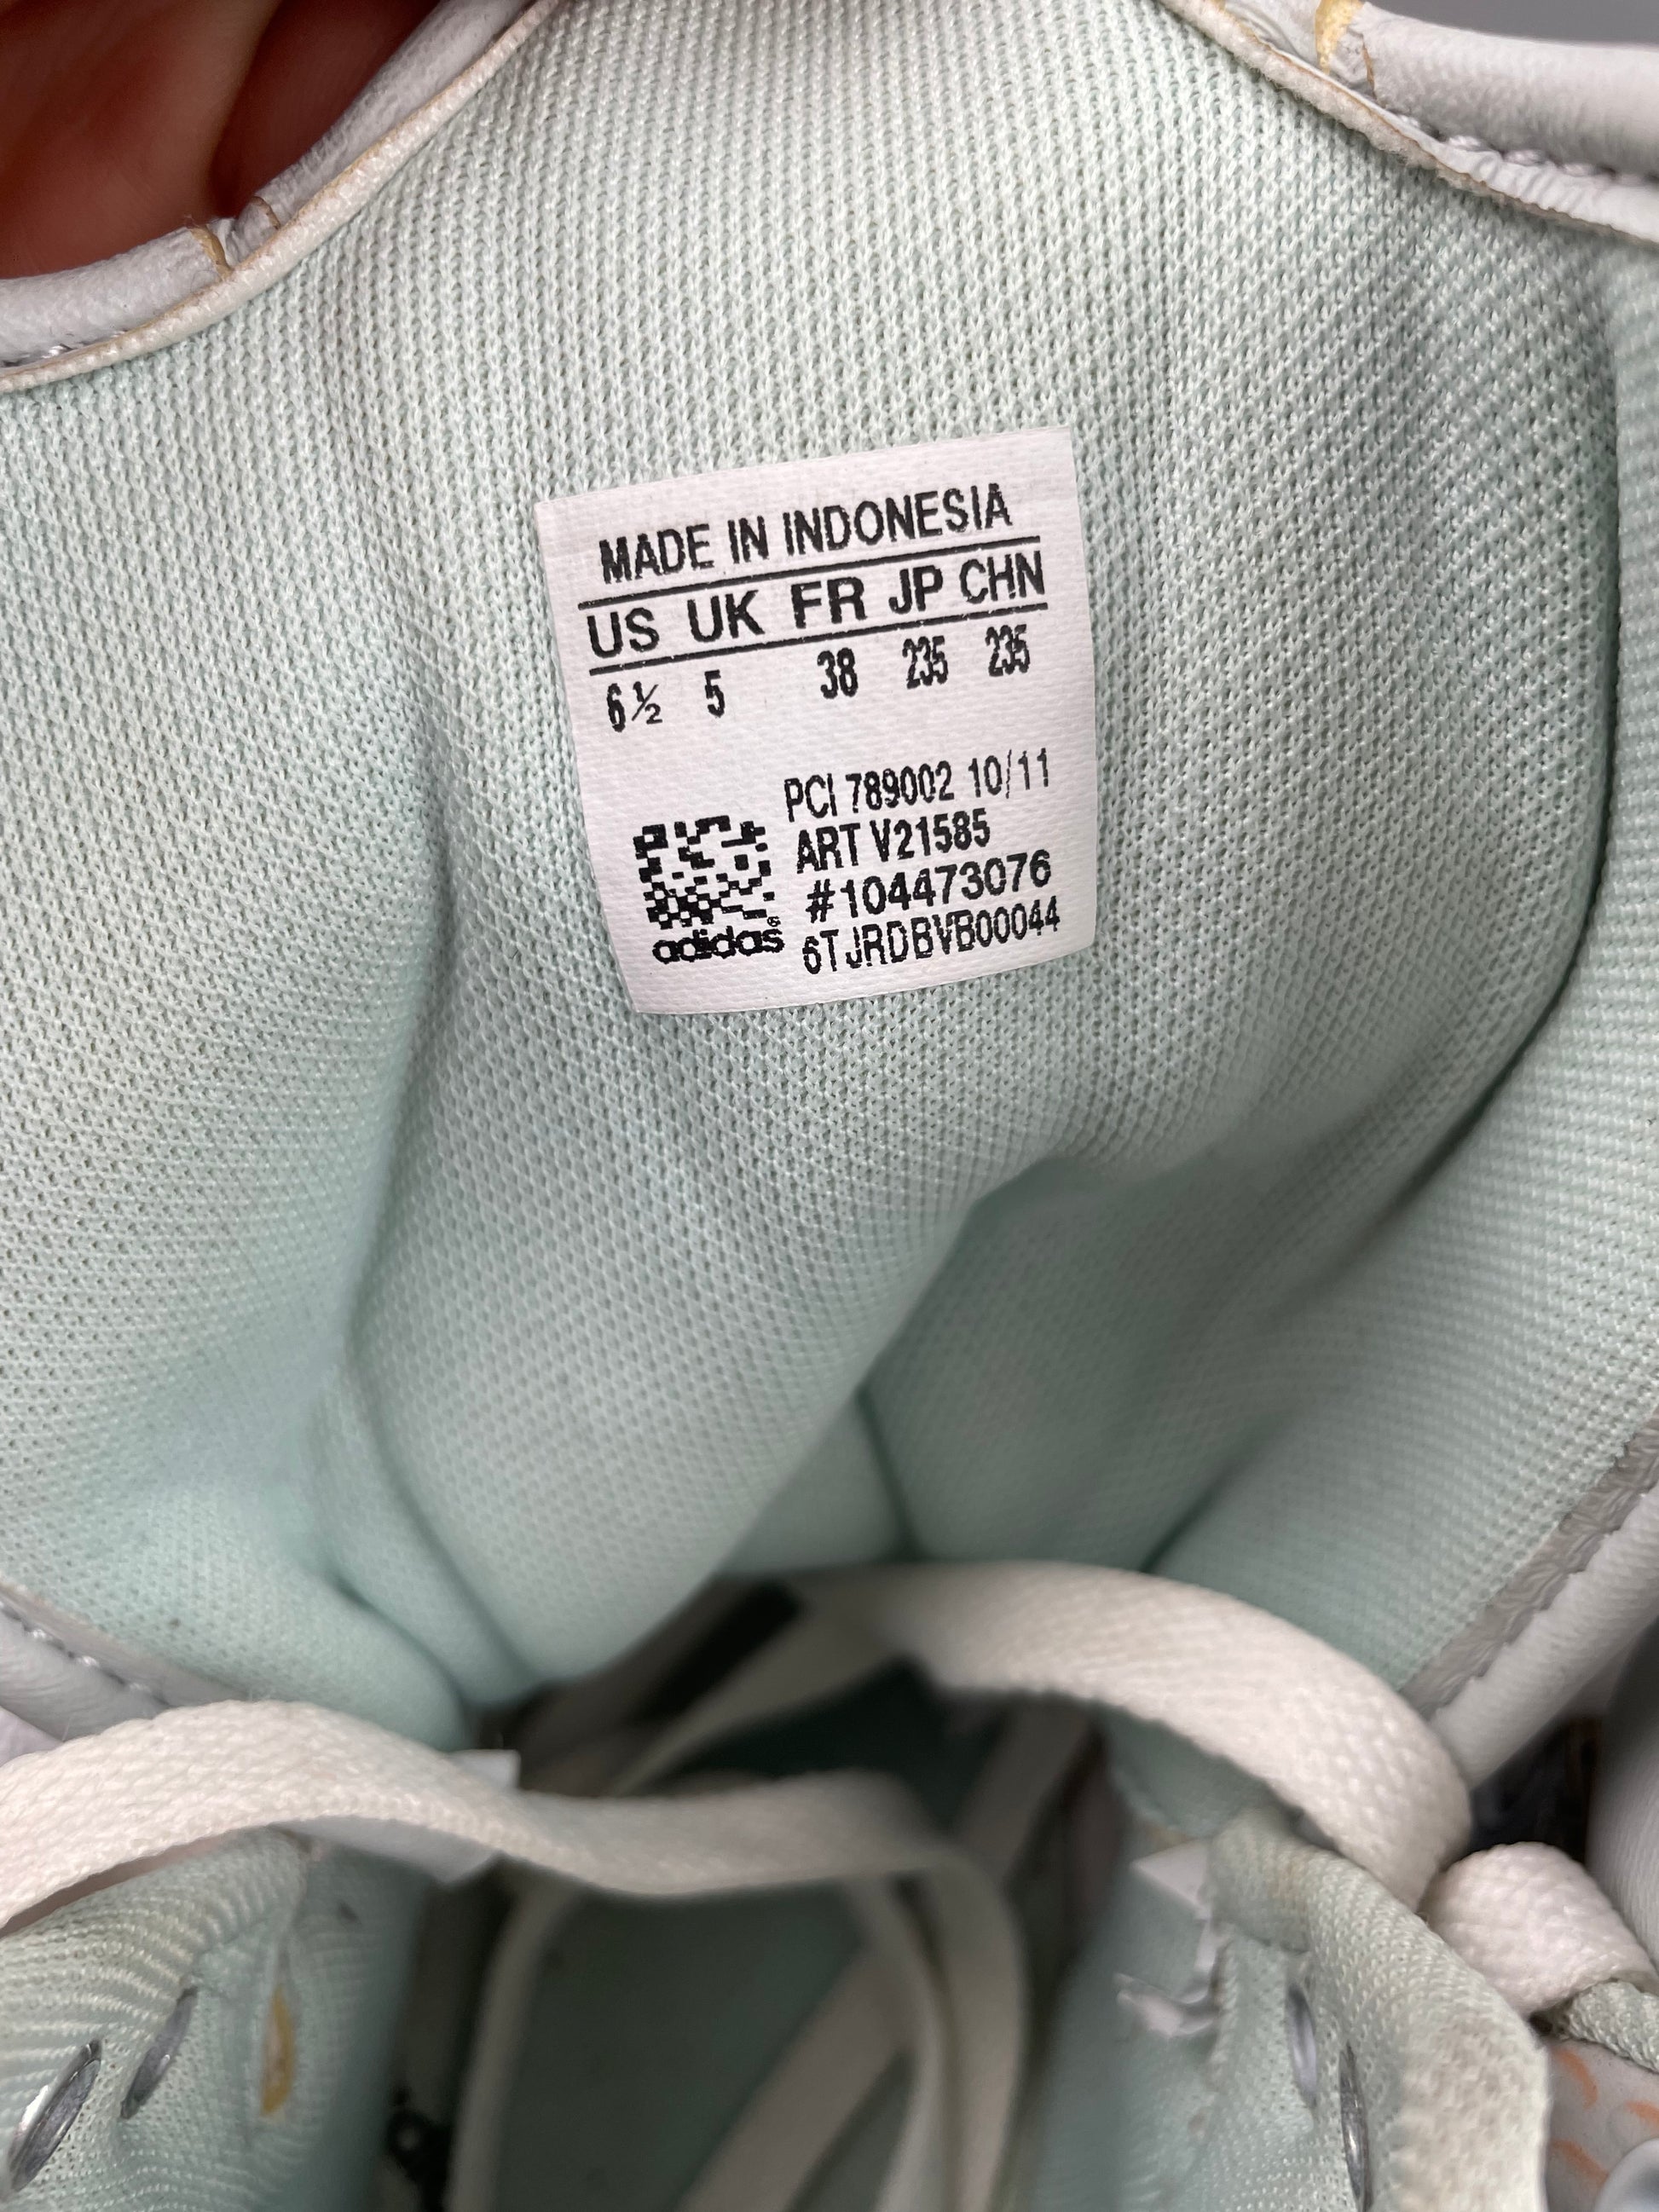 MADE IN INDONESIA
US UK FR JP CHN
6½ 5 38 235 235
PCI 789002 10/11
ART V21585
#104473076
adidas® 6TJRDBVB00044